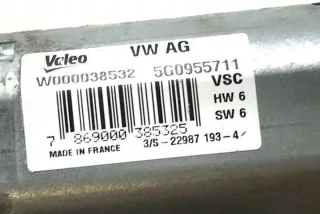 Valeo VW AG
W000038532 5G0955711
VSC
HW 6
SW 6
7 869000 385325
MADE IN FRANCE 3/S-22987 193-4